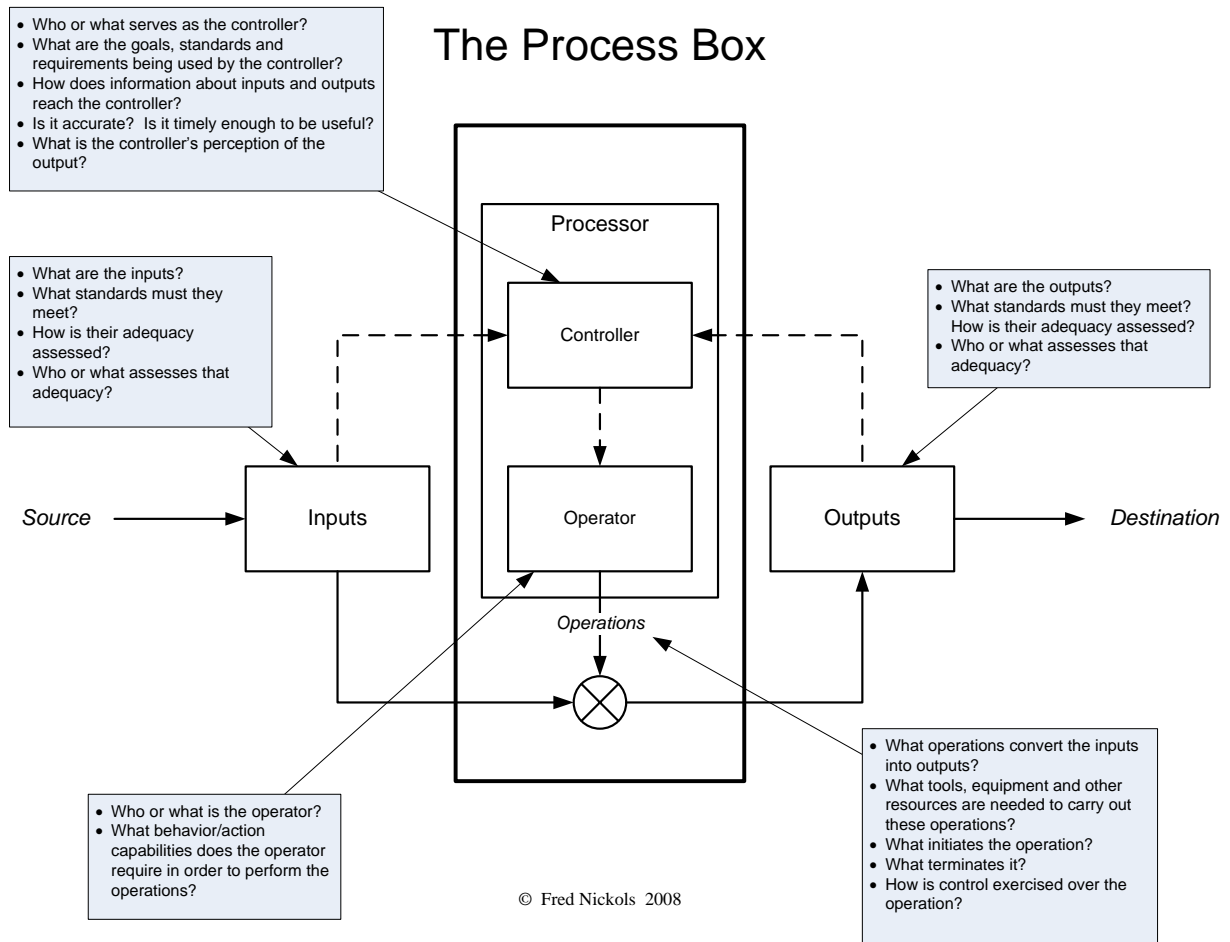 The Process Box
• Who or what serves as the controller?
• What are the goals, standards and
requirements being used by the controller?
• How does information about inputs and outputs
reach the controller?
• Is it accurate?  Is it timely enough to be useful?
• What is the controller's perception of the
output?
Processor
• What are the inputs?
• What standards must they
meet?
• How is their adequacy
assessed?
• Who or what assesses that
adequacy?
• What are the outputs?
• What standards must they meet?
How is their adequacy assessed?
• Who or what assesses that
adequacy?
Controller
Source
Inputs
Operator
Outputs
Destination
Operations
• What operations convert the inputs
into outputs?
• What tools, equipment and other
resources are needed to carry out
these operations?
• What initiates the operation?
• What terminates it?
• How is control exercised over the
operation?
• Who or what is the operator?
• What behavior/action
capabilities does the operator
require in order to perform the
operations?
© Fred Nickols 2008